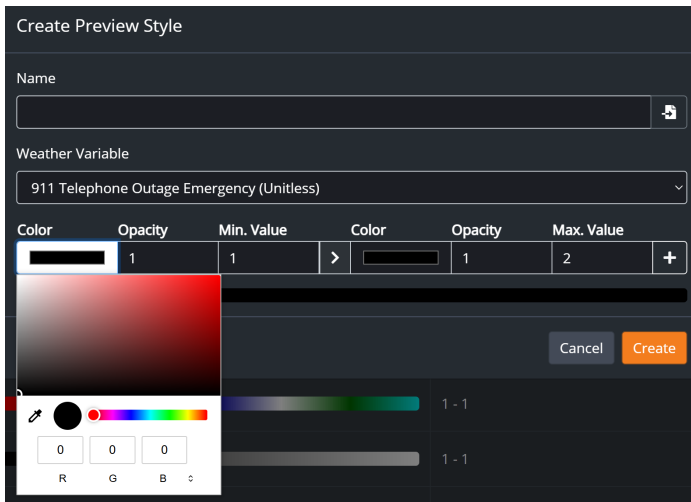 Create Preview Style
Name
Weather Variable
911 Telephone Outage Emergency (Unitless)
Color Opacity Min. Value Color Opacity Max. Value
1 1 1 2
Cancel Create
1 - 1
0 0 0
1 - 1
R G B